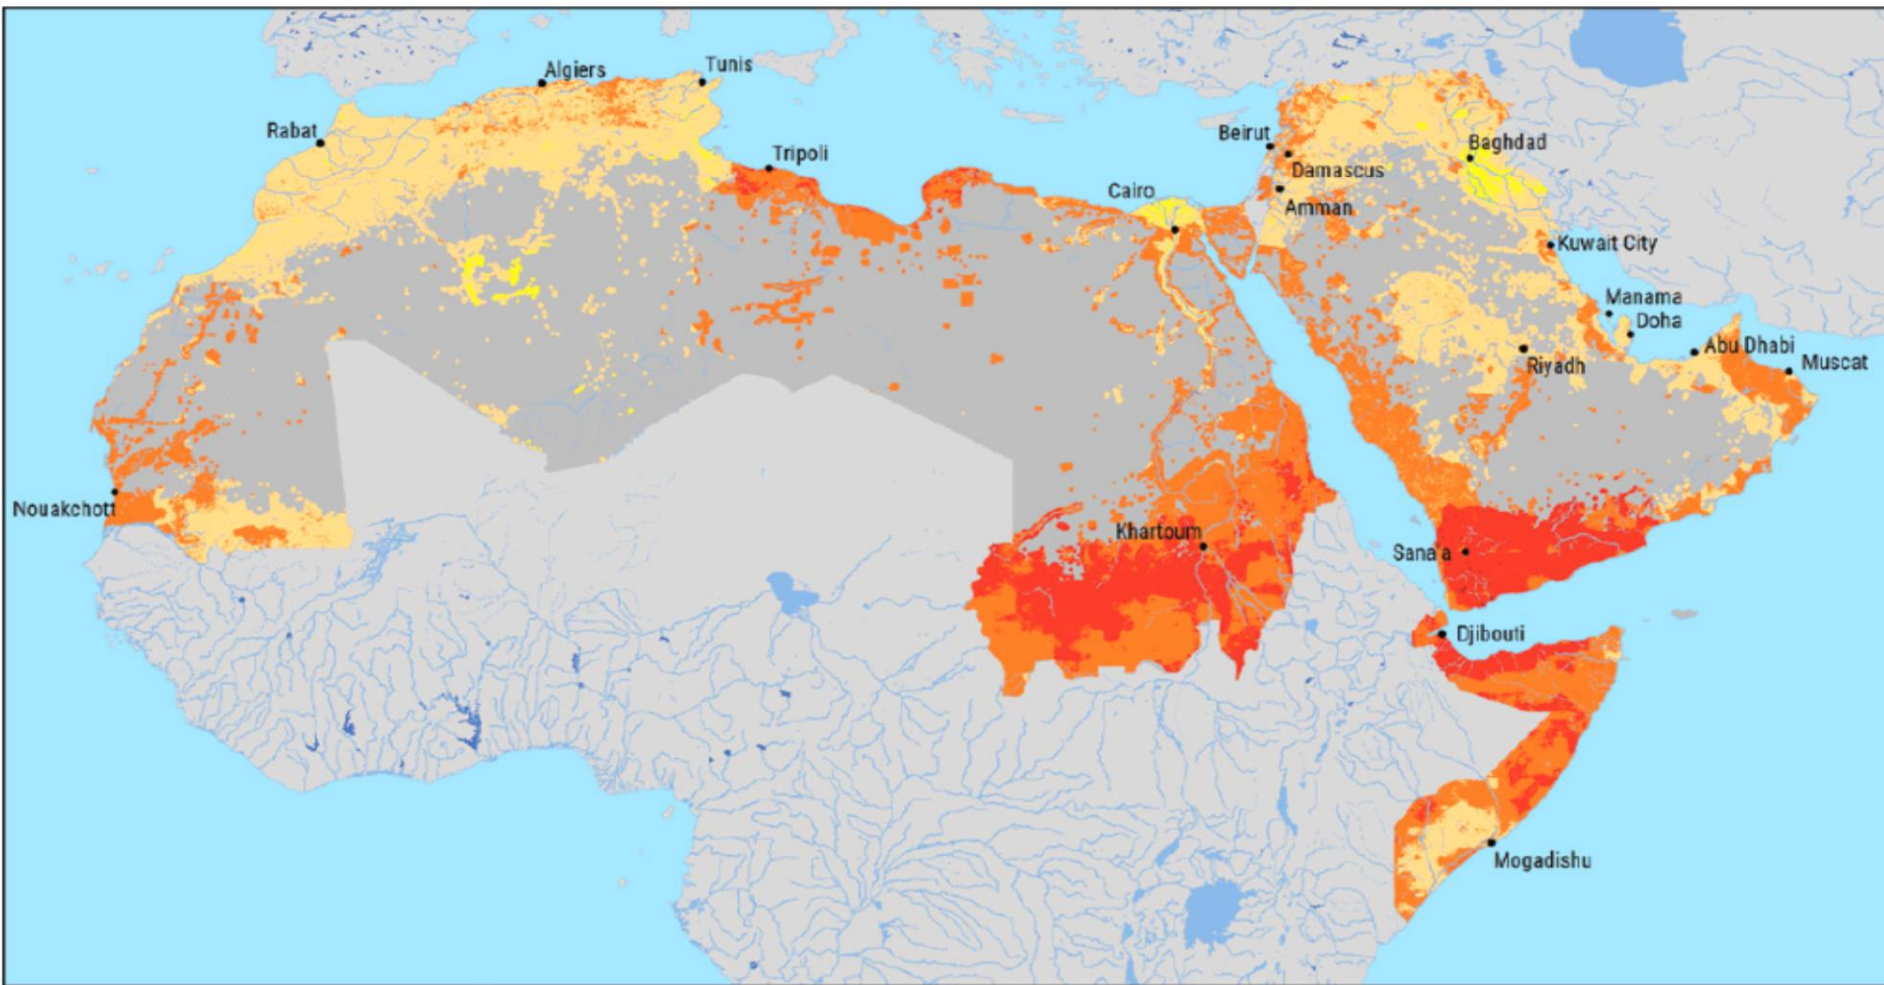 Algiers
Tunis
Rabat
Tripoli
Beirut
Baghdad
Damascus
Cairo
Amman
Kuwait City
Manama
Doha
Abu Dhabi
Muscat
Riyadh
Nouakchott
Khartoum
Sana'a
Djibouti
Mogadishu